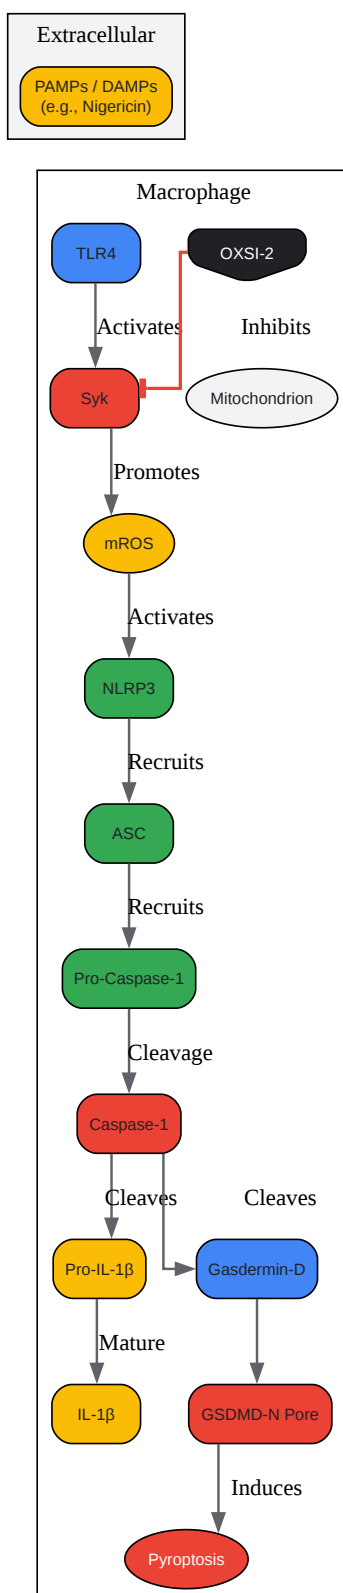 Extracellular
PAMPs / DAMPs
(e.g., Nigericin)
Macrophage
TLR4
OXSI-2
Activates
Inhibits
Syk
Mitochondrion
Promotes
mROS
Activates
NLRP3
Recruits
ASC
Recruits
Pro-Caspase-1
Cleavage
Caspase-1
Cleaves
Cleaves
Pro-IL-1β
Gasdermin-D
Mature
IL-1β
GSDMD-N Pore
Induces
Pyroptosis